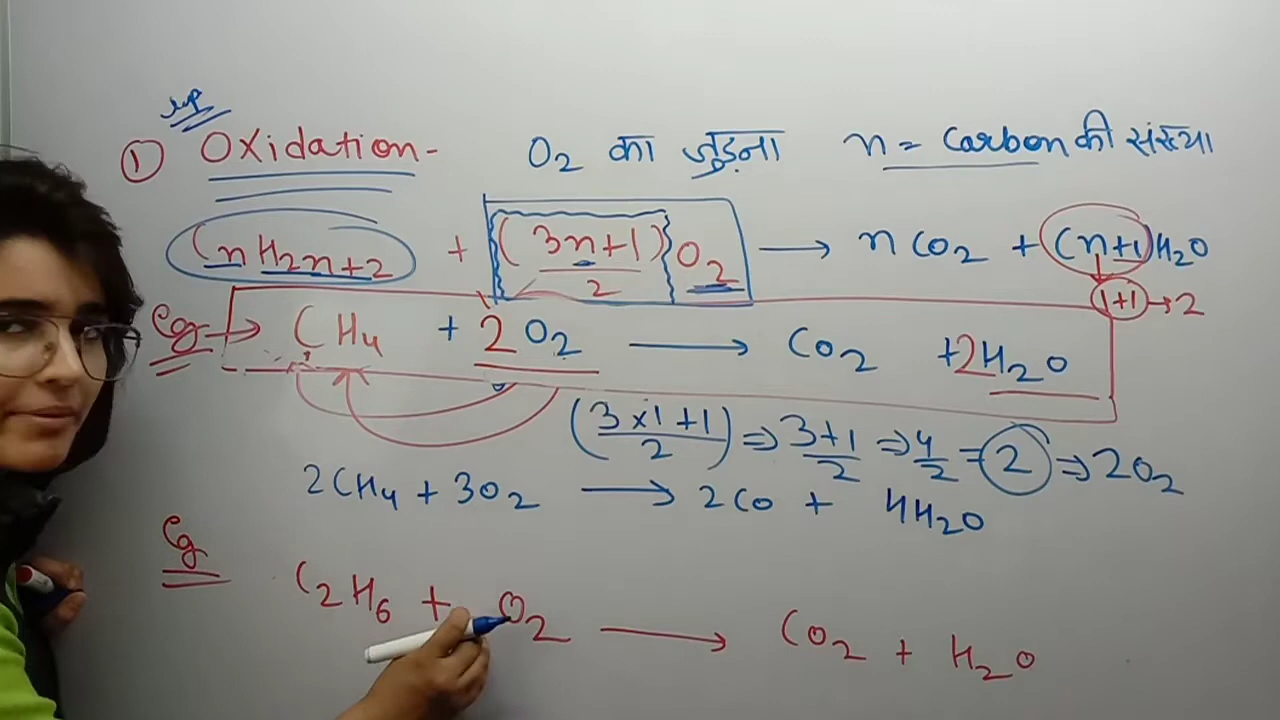 Imp
① Oxidation - O₂ का जुड़ना n = Carbon की संख्या
CnH2n+2 + (3n+1)/2 O₂ → nCO₂ + (n+1)H₂O
1+1 → 2
Eg → CH₄ + 2O₂ → CO₂ + 2H₂O
(3×1+1)/2 ⇒ (3+1)/2 ⇒ 4/2 = 2 ⇒ 2O₂
2CH₄ + 3O₂ → 2CO + 4H₂O
Eg
C₂H₆ + O₂ → CO₂ + H₂O